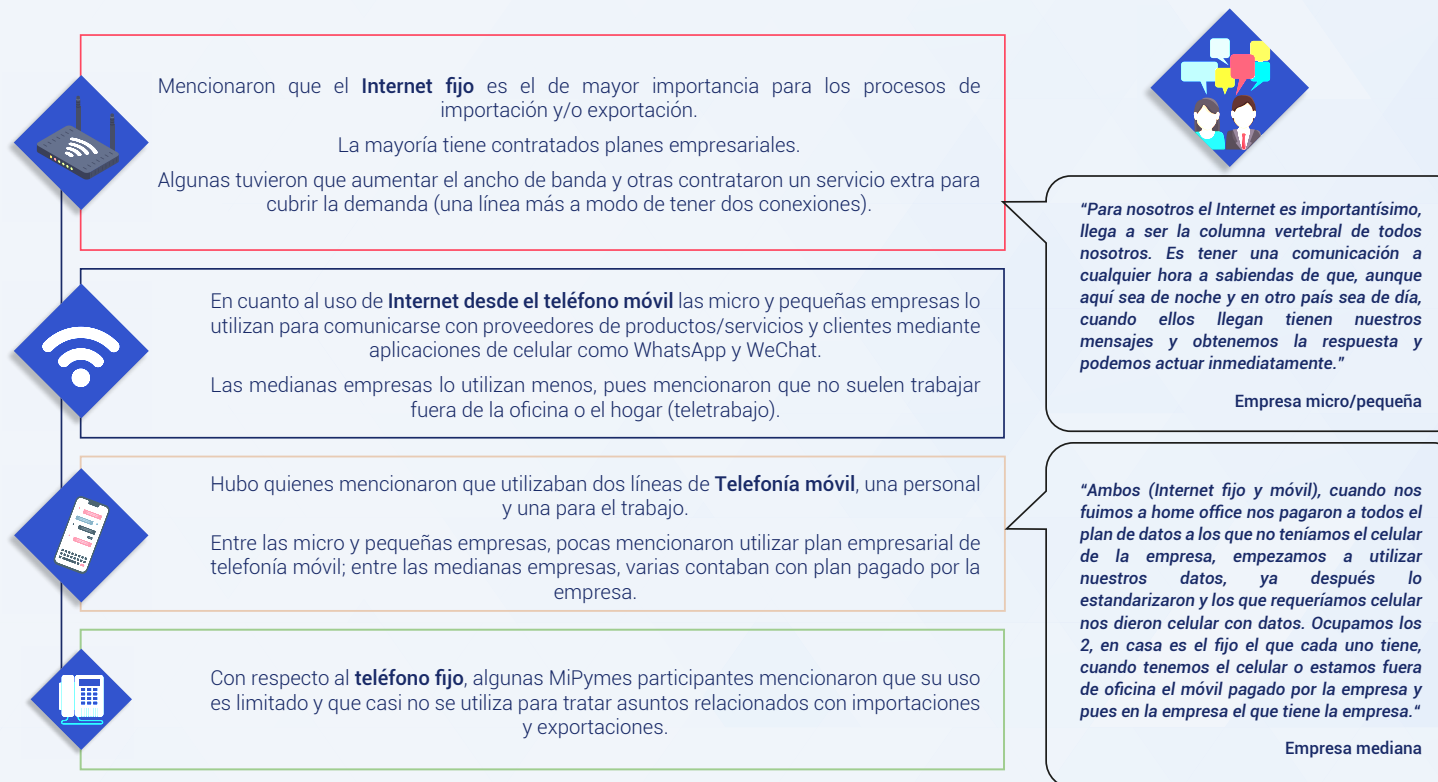 Mencionaron que el Internet fijo es el de mayor importancia para los procesos de
importación y/o exportación.
La mayoría tiene contratados planes empresariales.
Algunas tuvieron que aumentar el ancho de banda y otras contrataron un servicio extra para
cubrir la demanda (una línea más a modo de tener dos conexiones).
En cuanto al uso de Internet desde el teléfono móvil las micro y pequeñas empresas lo
utilizan para comunicarse con proveedores de productos/servicios y clientes mediante
aplicaciones de celular como WhatsApp y WeChat.
Las medianas empresas lo utilizan menos, pues mencionaron que no suelen trabajar
fuera de la oficina o el hogar (teletrabajo).
Hubo quienes mencionaron que utilizaban dos líneas de Telefonía móvil, una personal
y una para el trabajo.
Entre las micro y pequeñas empresas, pocas mencionaron utilizar plan empresarial de
telefonía móvil; entre las medianas empresas, varias contaban con plan pagado por la
empresa.
Con respecto al teléfono fijo, algunas MiPymes participantes mencionaron que su uso
es limitado y que casi no se utiliza para tratar asuntos relacionados con importaciones
y exportaciones.
“Para nosotros el Internet es importantísimo,
llega a ser la columna vertebral de todos
nosotros. Es tener una comunicación a
cualquier hora a sabiendas de que, aunque
aquí sea de noche y en otro país sea de día,
cuando ellos llegan tienen nuestros
mensajes y obtenemos la respuesta y
podemos actuar inmediatamente.”
Empresa micro/pequeña
“Ambos (Internet fijo y móvil), cuando nos
fuimos a home office nos pagaron a todos el
plan de datos a los que no teníamos el celular
de la empresa, empezamos a utilizar
nuestros datos, ya después lo
estandarizaron y los que requeríamos celular
nos dieron celular con datos. Ocupamos los
2, en casa es el fijo el que cada uno tiene,
cuando tenemos el celular o estamos fuera
de oficina el móvil pagado por la empresa y
pues en la empresa el que tiene la empresa.“
Empresa mediana